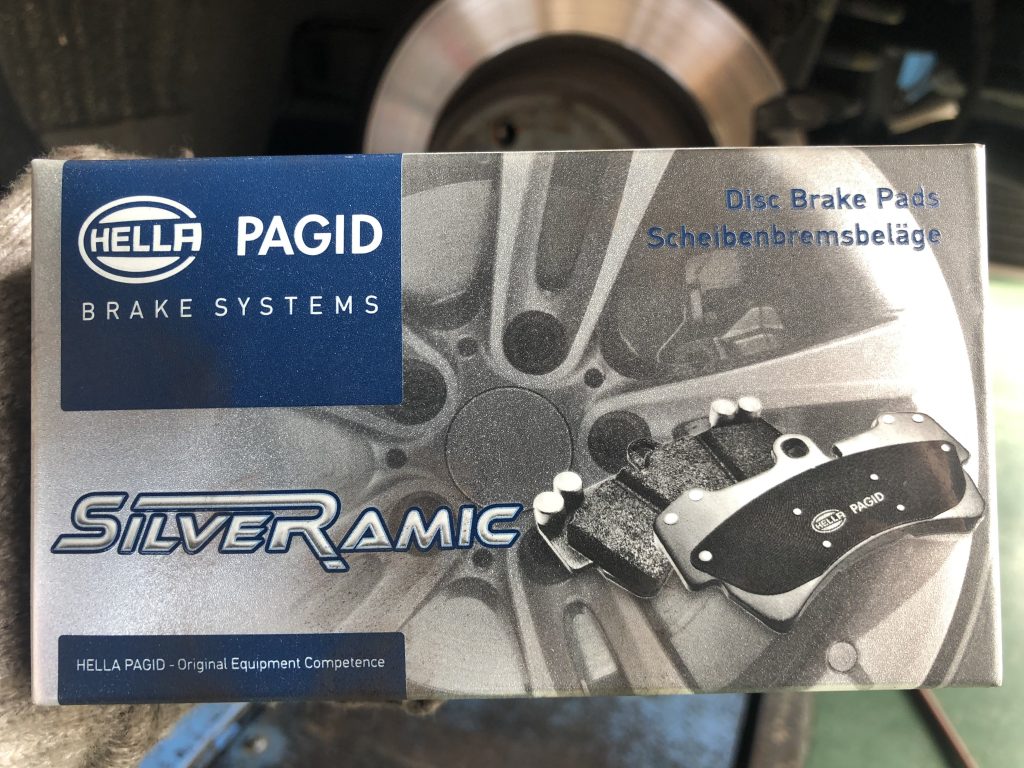 HELLA PAGID
BRAKE SYSTEMS
Disc Brake Pads
Scheibenbremsbeläge
SILVERAMIC
HELLA PAGID
HELLA PAGID - Original Equipment Competence